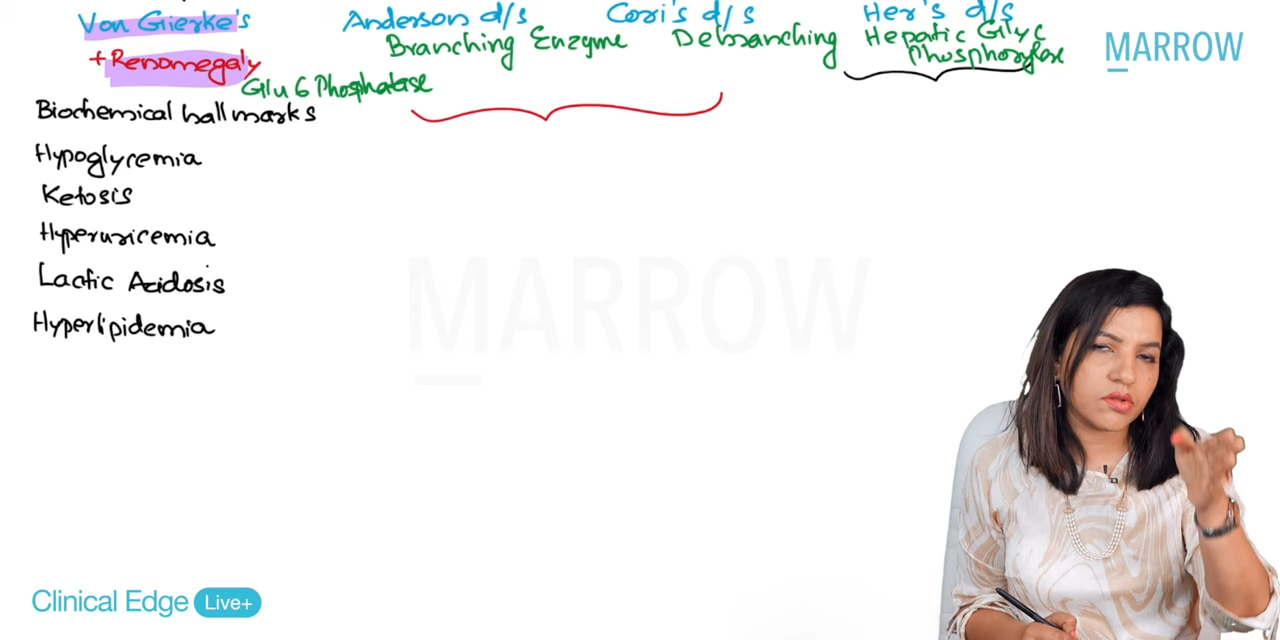 Von Gierke's
Anderson d/s
Cori's d/s
Her's d/s
+ Renomegaly
Branching Enzyme
Debranching
Hepatic Glyc
Phosphorylase
MARROW
Glu 6 Phosphatase
Biochemical hallmarks
Hypoglycemia
Ketosis
Hyperuricemia
Lactic Acidosis
Hyperlipidemia
MARROW
Clinical Edge Live+